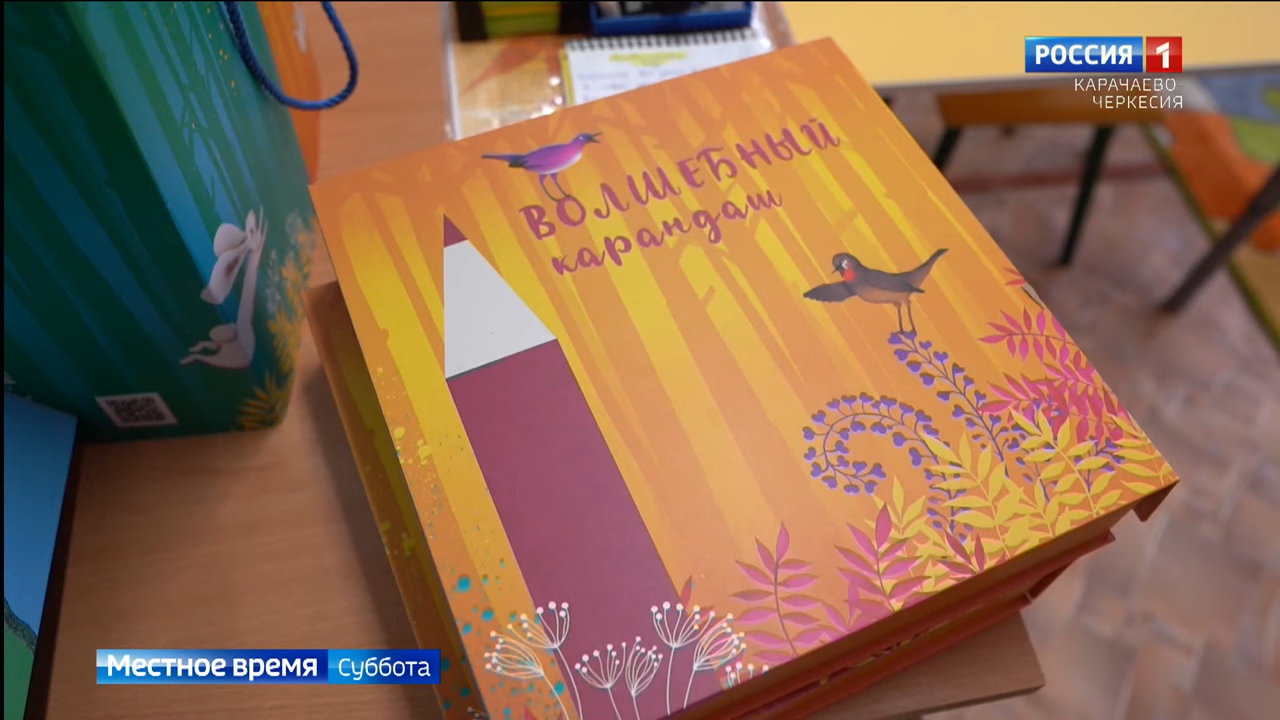 РОССИЯ 1
КАРАЧАЕВО-
ЧЕРКЕСИЯ
ВОЛШЕБНЫЙ
карандаш
Местное время Суббота